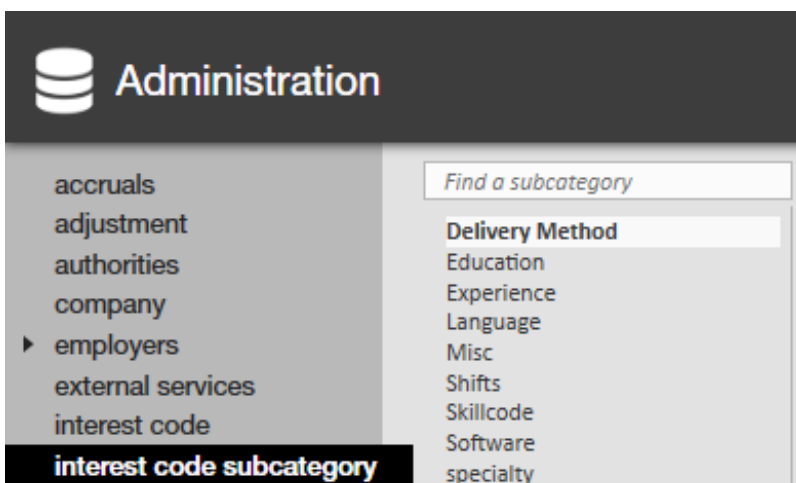 Administration
accruals
adjustment
authorities
company
employers
external services
interest code
interest code subcategory
Find a subcategory
Delivery Method
Education
Experience
Language
Misc
Shifts
Skillcode
Software
specialty